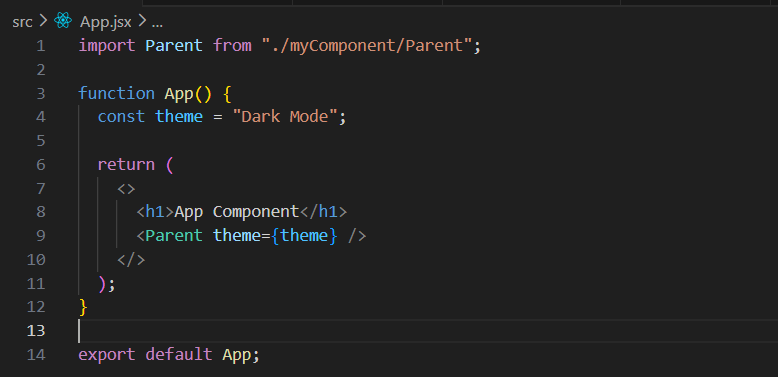 src > App.jsx > ...
1 import Parent from "./myComponent/Parent";
2
3 function App() {
4   const theme = "Dark Mode";
5
6   return (
7     <>
8       <h1>App Component</h1>
9       <Parent theme={theme} />
10     </>
11   );
12 }
13
14 export default App;